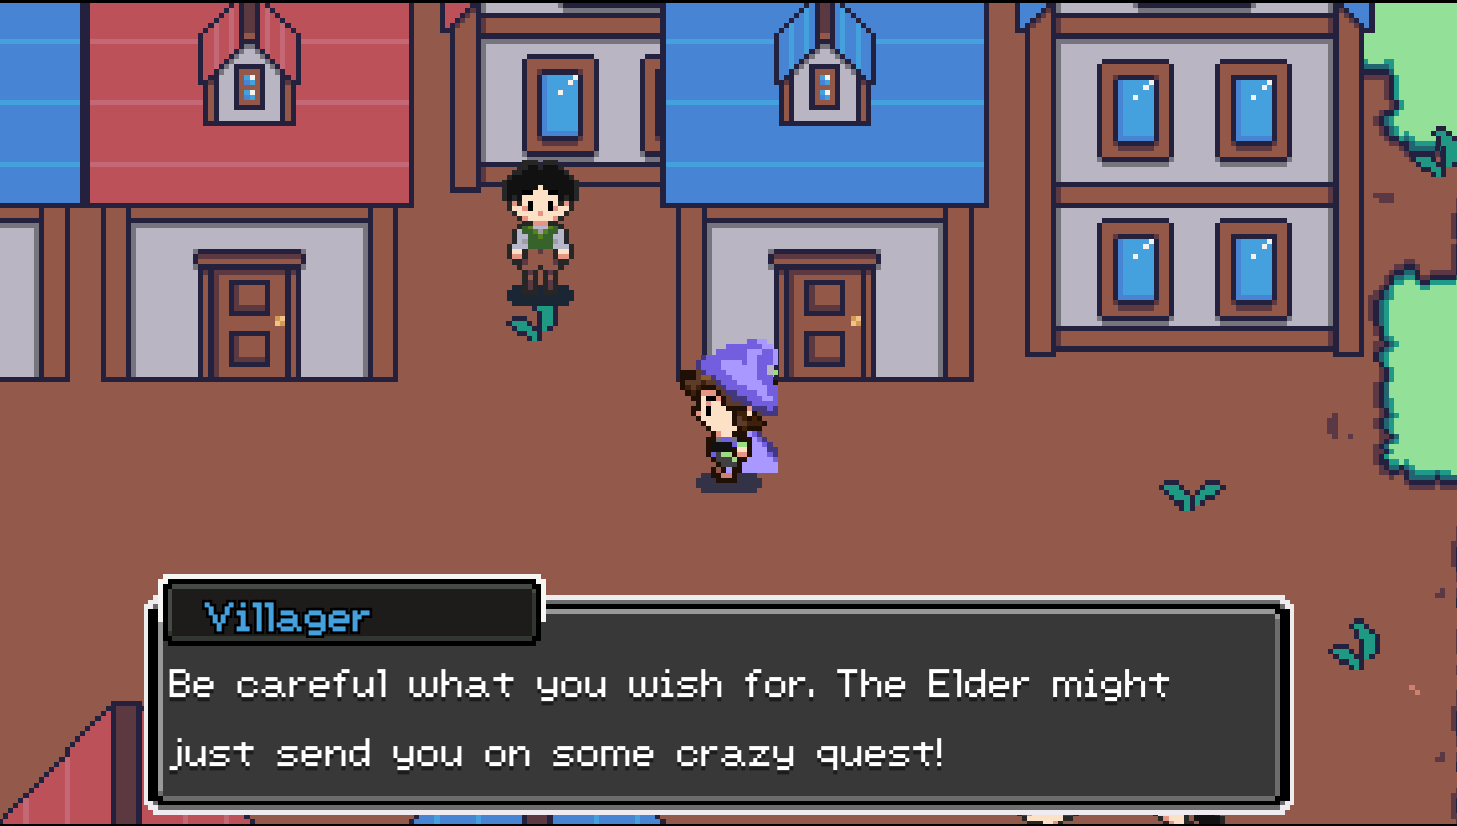 Villager
Be careful what you wish for. The Elder might
just send you on some crazy quest!